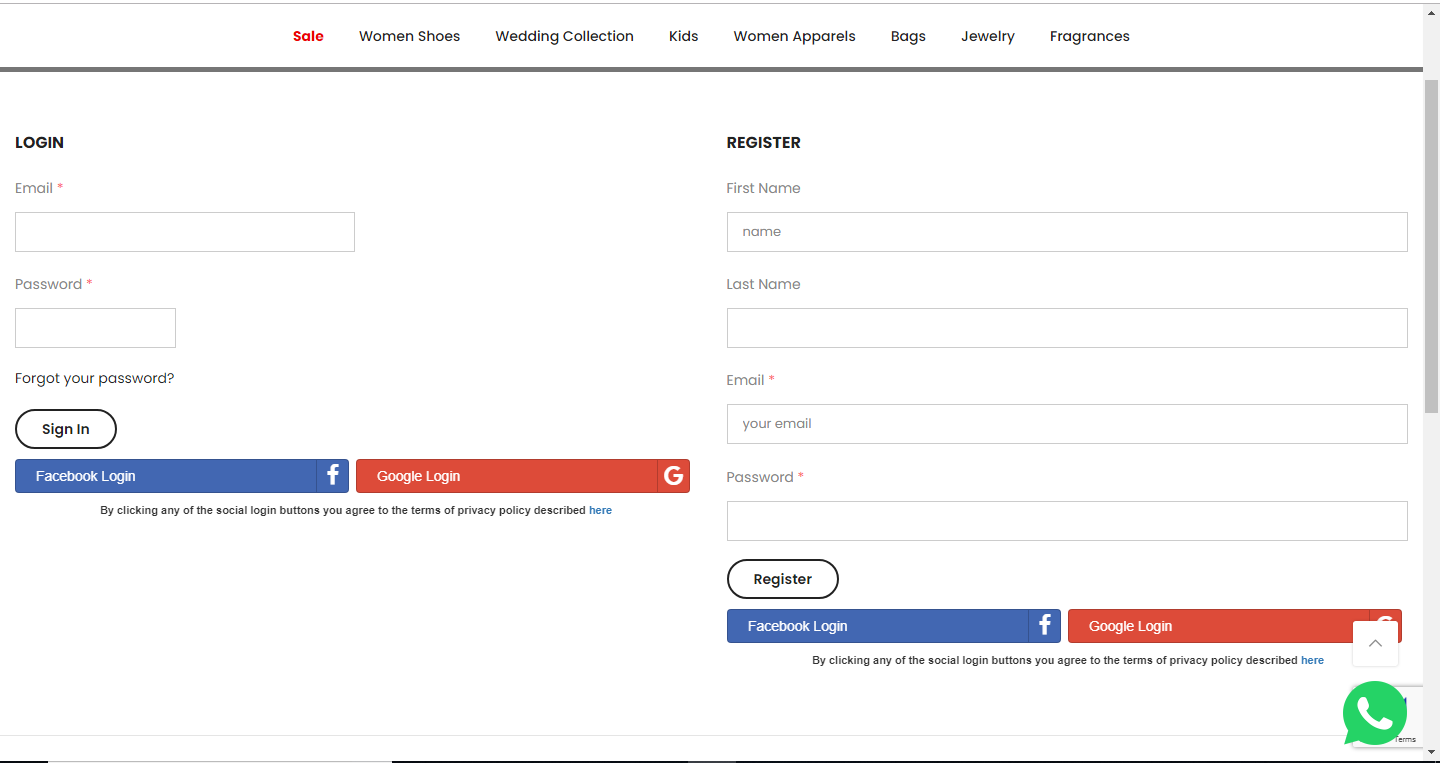 Sale Women Shoes Wedding Collection Kids Women Apparels Bags Jewelry Fragrances
LOGIN
Email *
Password *
Forgot your password?
Sign In
Facebook Login
Google Login
By clicking any of the social login buttons you agree to the terms of privacy policy described here
REGISTER
First Name
name
Last Name
Email *
your email
Password *
Register
Facebook Login
Google Login
By clicking any of the social login buttons you agree to the terms of privacy policy described here
Terms